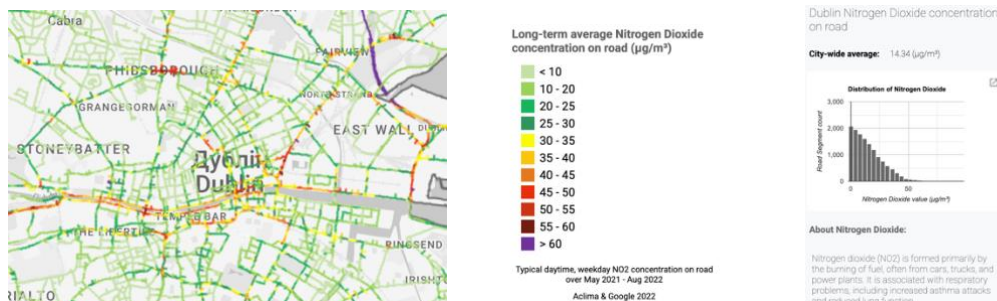 Cabra
PHIBSBOROUGH
FAIRVIEW
NORTH STRAND
GRANGEGORMAN
EAST WALL
STONEYBATTER
Дублін
Dublin
TEMPLE BAR
THE LIBERTIES
RINGSEND
IRISHT
RIALTO
Long-term average Nitrogen Dioxide
concentration on road (µg/m³)
< 10
10 - 20
20 - 25
25 - 30
30 - 35
35 - 40
40 - 45
45 - 50
50 - 55
55 - 60
> 60
Typical daytime, weekday NO2 concentration on road
over May 2021 - Aug 2022
Aclima & Google 2022
Dublin Nitrogen Dioxide concentration
on road
City-wide average: 14.34 (µg/m³)
Distribution of Nitrogen Dioxide
3,000
2,000
1,000
0
0
50
Road Segment count
Nitrogen Dioxide value (µg/m³)
About Nitrogen Dioxide:
Nitrogen dioxide (NO2) is formed primarily by
the burning of fuel, often from cars, trucks, and
power plants. It is associated with respiratory
problems, including increased asthma attacks